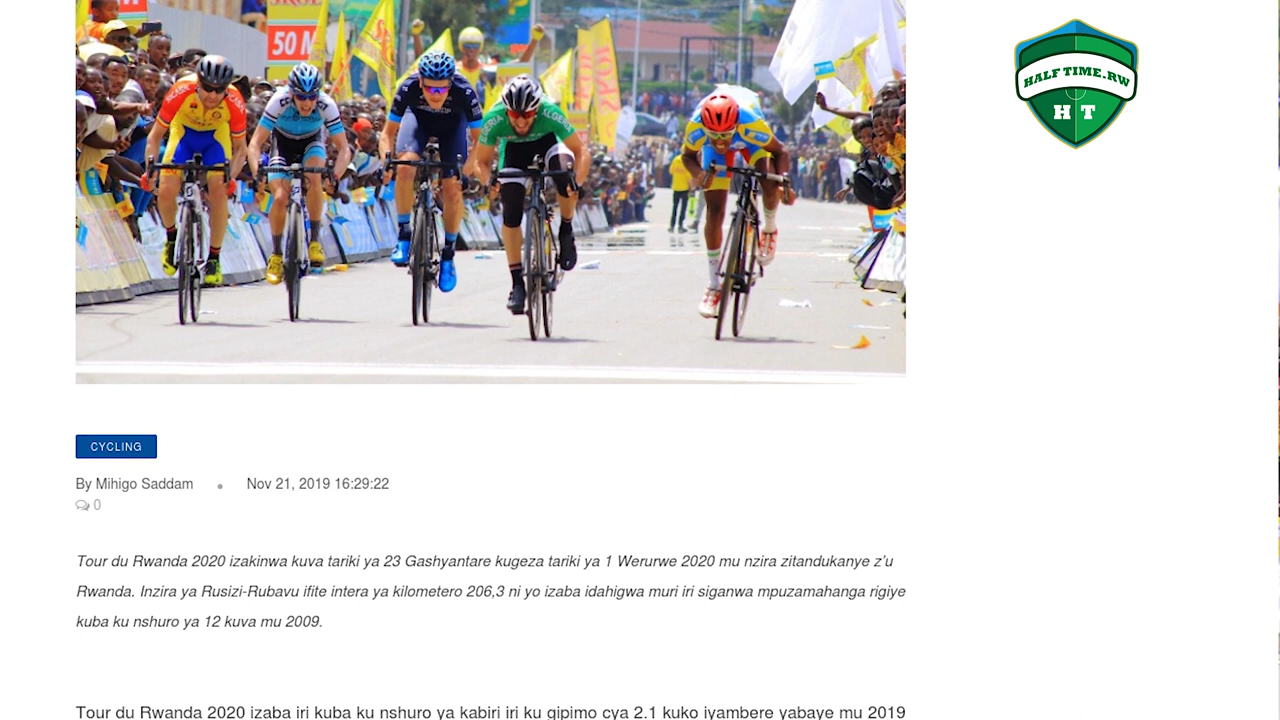 SKOL
50 M
ALGERIA
HALF TIME.RW
H T
CYCLING
By Mihigo Saddam
Nov 21, 2019 16:29:22
0
Tour du Rwanda 2020 izakinwa kuva tariki ya 23 Gashyantare kugeza tariki ya 1 Werurwe 2020 mu nzira zitandukanye z’u
Rwanda. Inzira ya Rusizi-Rubavu ifite intera ya kilometero 206,3 ni yo izaba idahigwa muri iri siganwa mpuzamahanga rigiye
kuba ku nshuro ya 12 kuva mu 2009.
Tour du Rwanda 2020 izaba iri kuba ku nshuro ya kabiri iri ku gipimo cya 2.1 kuko iyambere yabaye mu 2019